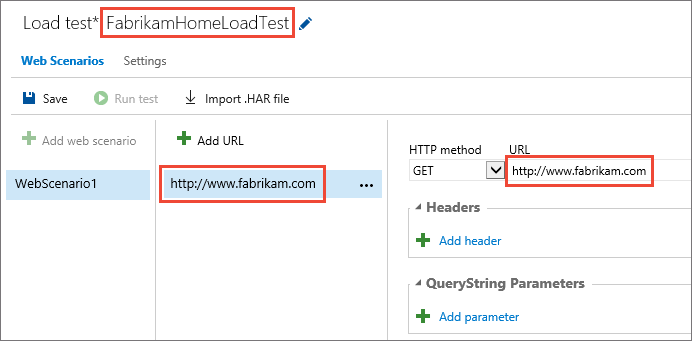 Load test* FabrikamHomeLoadTest
Web Scenarios Settings
Save Run test Import .HAR file
Add web scenario Add URL
HTTP method URL
WebScenario1 http://www.fabrikam.com ... GET http://www.fabrikam.com
Headers
Add header
QueryString Parameters
Add parameter